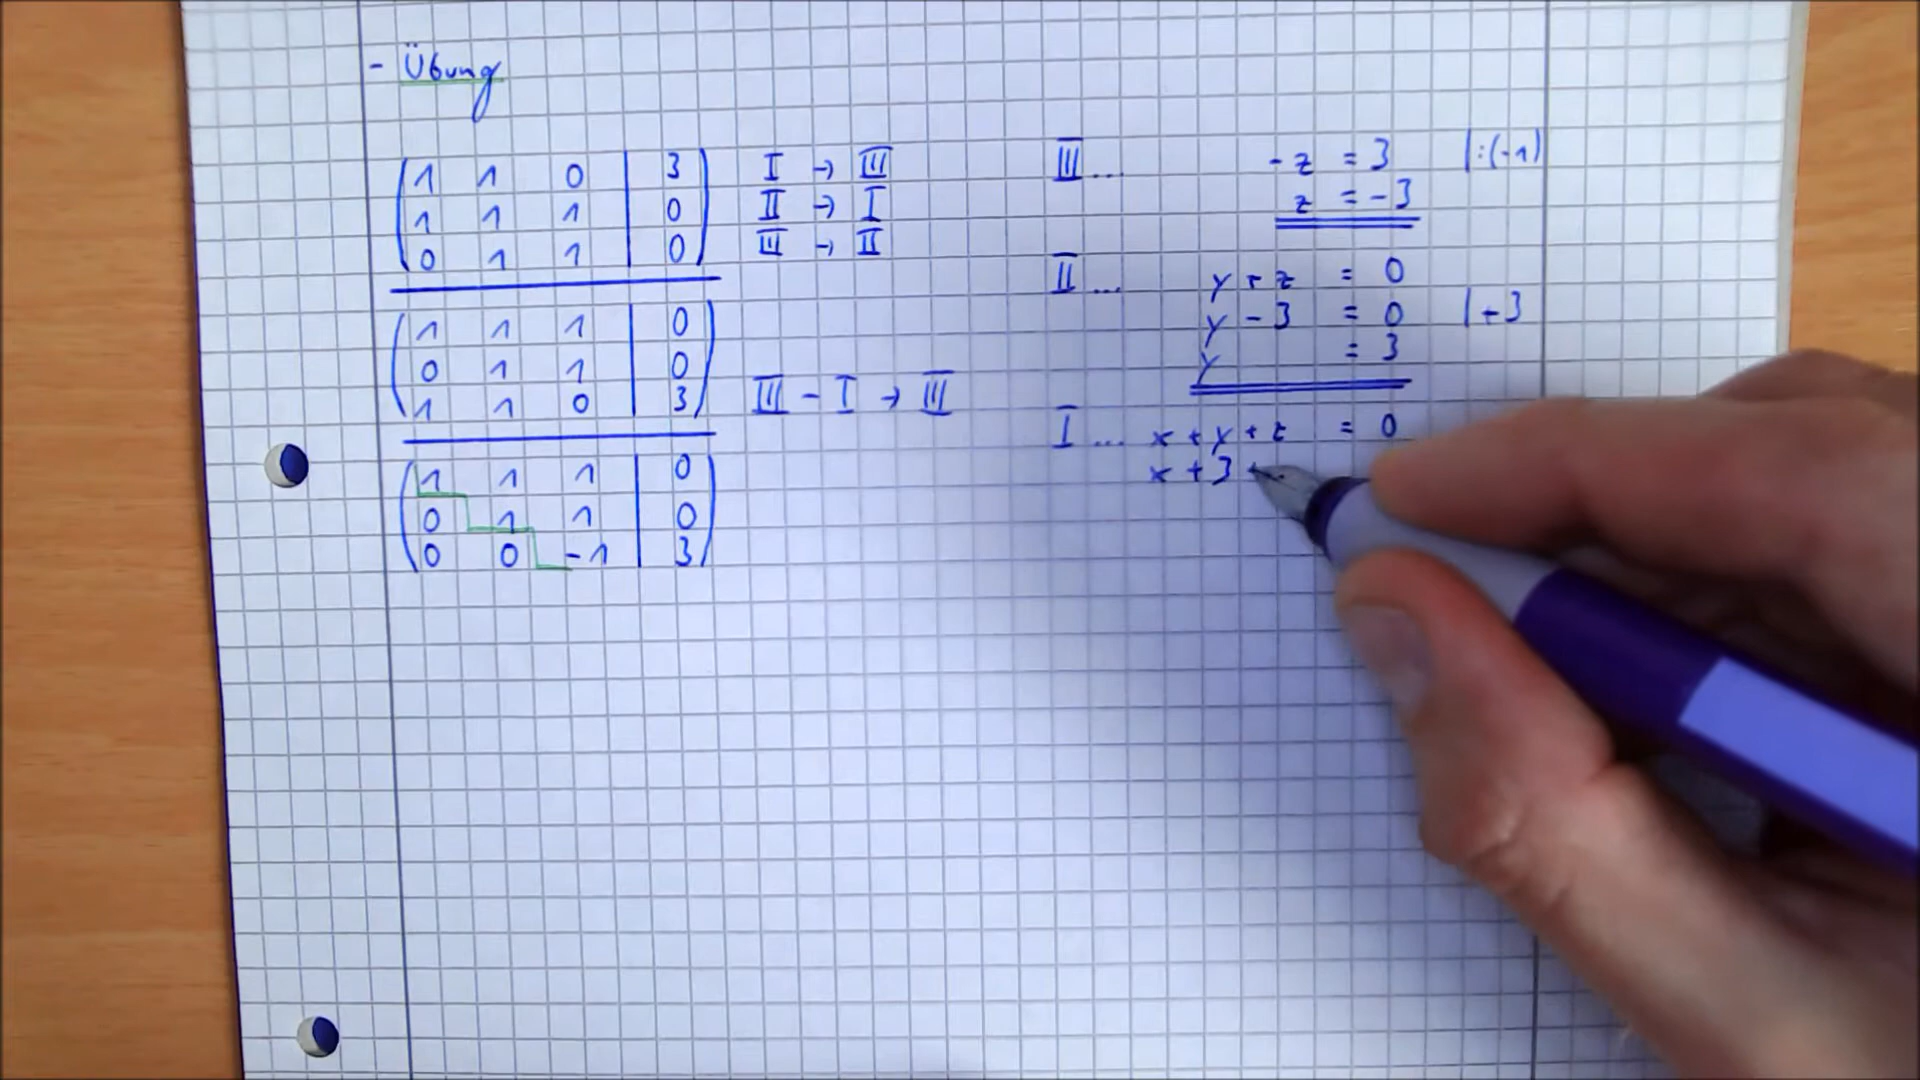 - Übung
1 1 0 | 3 I → III
1 1 1 | 0 II → I
0 1 1 | 0 III → II
1 1 1 | 0
0 1 1 | 0
1 1 0 | 3 III - I → III
1 1 1 | 0
0 1 1 | 0
0 0 -1 | 3
III... -z = 3 |:(-1)
z = -3
II... y + z = 0
y - 3 = 0 |+3
y = 3
I... x + y + z = 0
x + 3